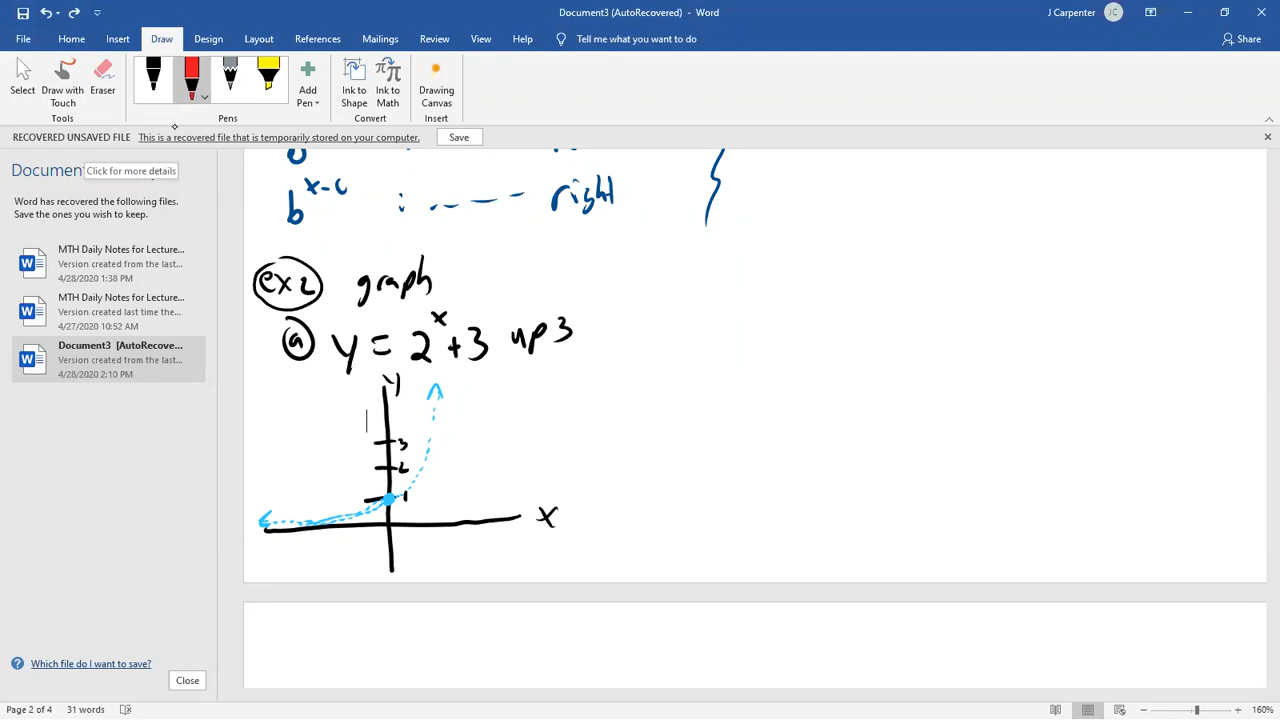 Document3 (AutoRecovered) - Word
J Carpenter JC
File Home Insert Draw Design Layout References Mailings Review View Help Tell me what you want to do Share
Select Draw with Touch Eraser Add Pen Ink to Shape Ink to Math Drawing Canvas
Tools Pens Convert Insert
RECOVERED UNSAVED FILE This is a recovered file that is temporarily stored on your computer. Save
Click for more details
Word has recovered the following files.
Save the ones you wish to keep.
MTH Daily Notes for Lecture...
Version created from the last...
4/28/2020 1:38 PM
MTH Daily Notes for Lecture...
Version created last time the...
4/27/2020 10:52 AM
Document3 [AutoRecove...
Version created from the last...
4/28/2020 2:10 PM
Which file do I want to save?
Close
b^x-c : ---- right
ex2 graph
a y = 2^x+3 up 3
y
3
2
1
x
Page 2 of 4 31 words
160%